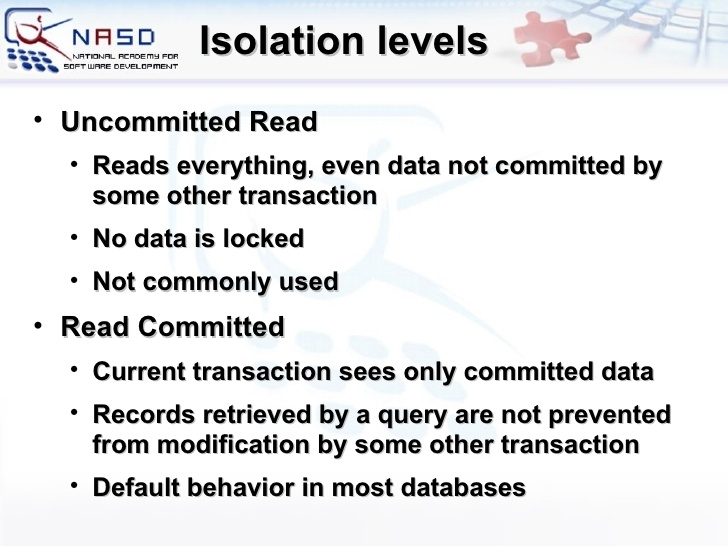 NASD
NATIONAL ACADEMY FOR
SOFTWARE DEVELOPMENT
Isolation levels
• Uncommitted Read
• Reads everything, even data not committed by
some other transaction
• No data is locked
• Not commonly used
• Read Committed
• Current transaction sees only committed data
• Records retrieved by a query are not prevented
from modification by some other transaction
• Default behavior in most databases